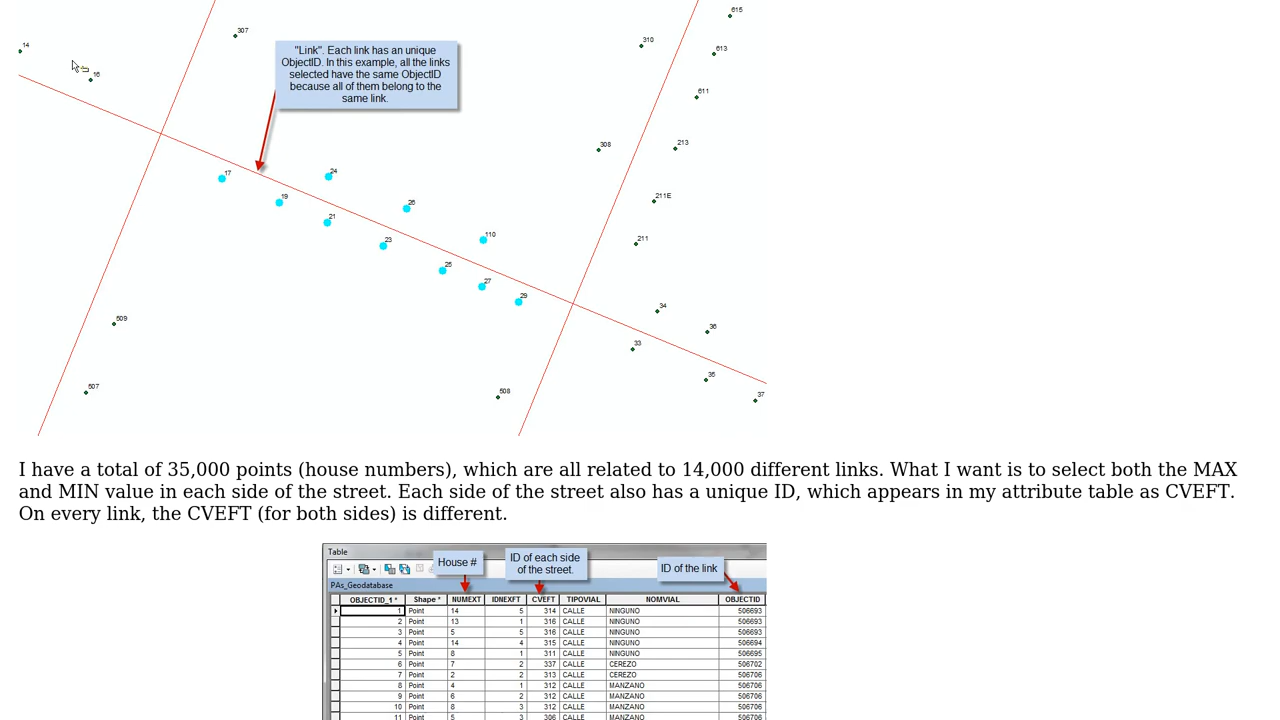 615
307
310
14
613
"Link". Each link has an unique
ObjectID. In this example, all the links
selected have the same ObjectID
because all of them belong to the
same link.
16
611
213
308
17
24
19
211E
26
21
110
23
211
25
27
29
34
509
36
33
35
507
508
37
I have a total of 35,000 points (house numbers), which are all related to 14,000 different links. What I want is to select both the MAX
and MIN value in each side of the street. Each side of the street also has a unique ID, which appears in my attribute table as CVEFT.
On every link, the CVEFT (for both sides) is different.
Table
House #
ID of each side
of the street.
ID of the link
PAs_Geodatabase
OBJECTID_1 * Shape * NUMEXT IDNEXFT CVEFT TIPOVIAL NOMVIAL OBJECTID
1 Point 14 5 314 CALLE NINGUNO 506693
2 Point 13 1 316 CALLE NINGUNO 506693
3 Point 5 5 316 CALLE NINGUNO 506693
4 Point 14 4 315 CALLE NINGUNO 506694
5 Point 8 1 311 CALLE NINGUNO 506695
6 Point 7 2 337 CALLE CEREZO 506702
7 Point 2 2 313 CALLE CEREZO 506706
8 Point 4 1 312 CALLE MANZANO 506706
9 Point 6 2 312 CALLE MANZANO 506706
10 Point 8 3 312 CALLE MANZANO 506706
11 Point 5 3 306 CALLE MANZANO 506706